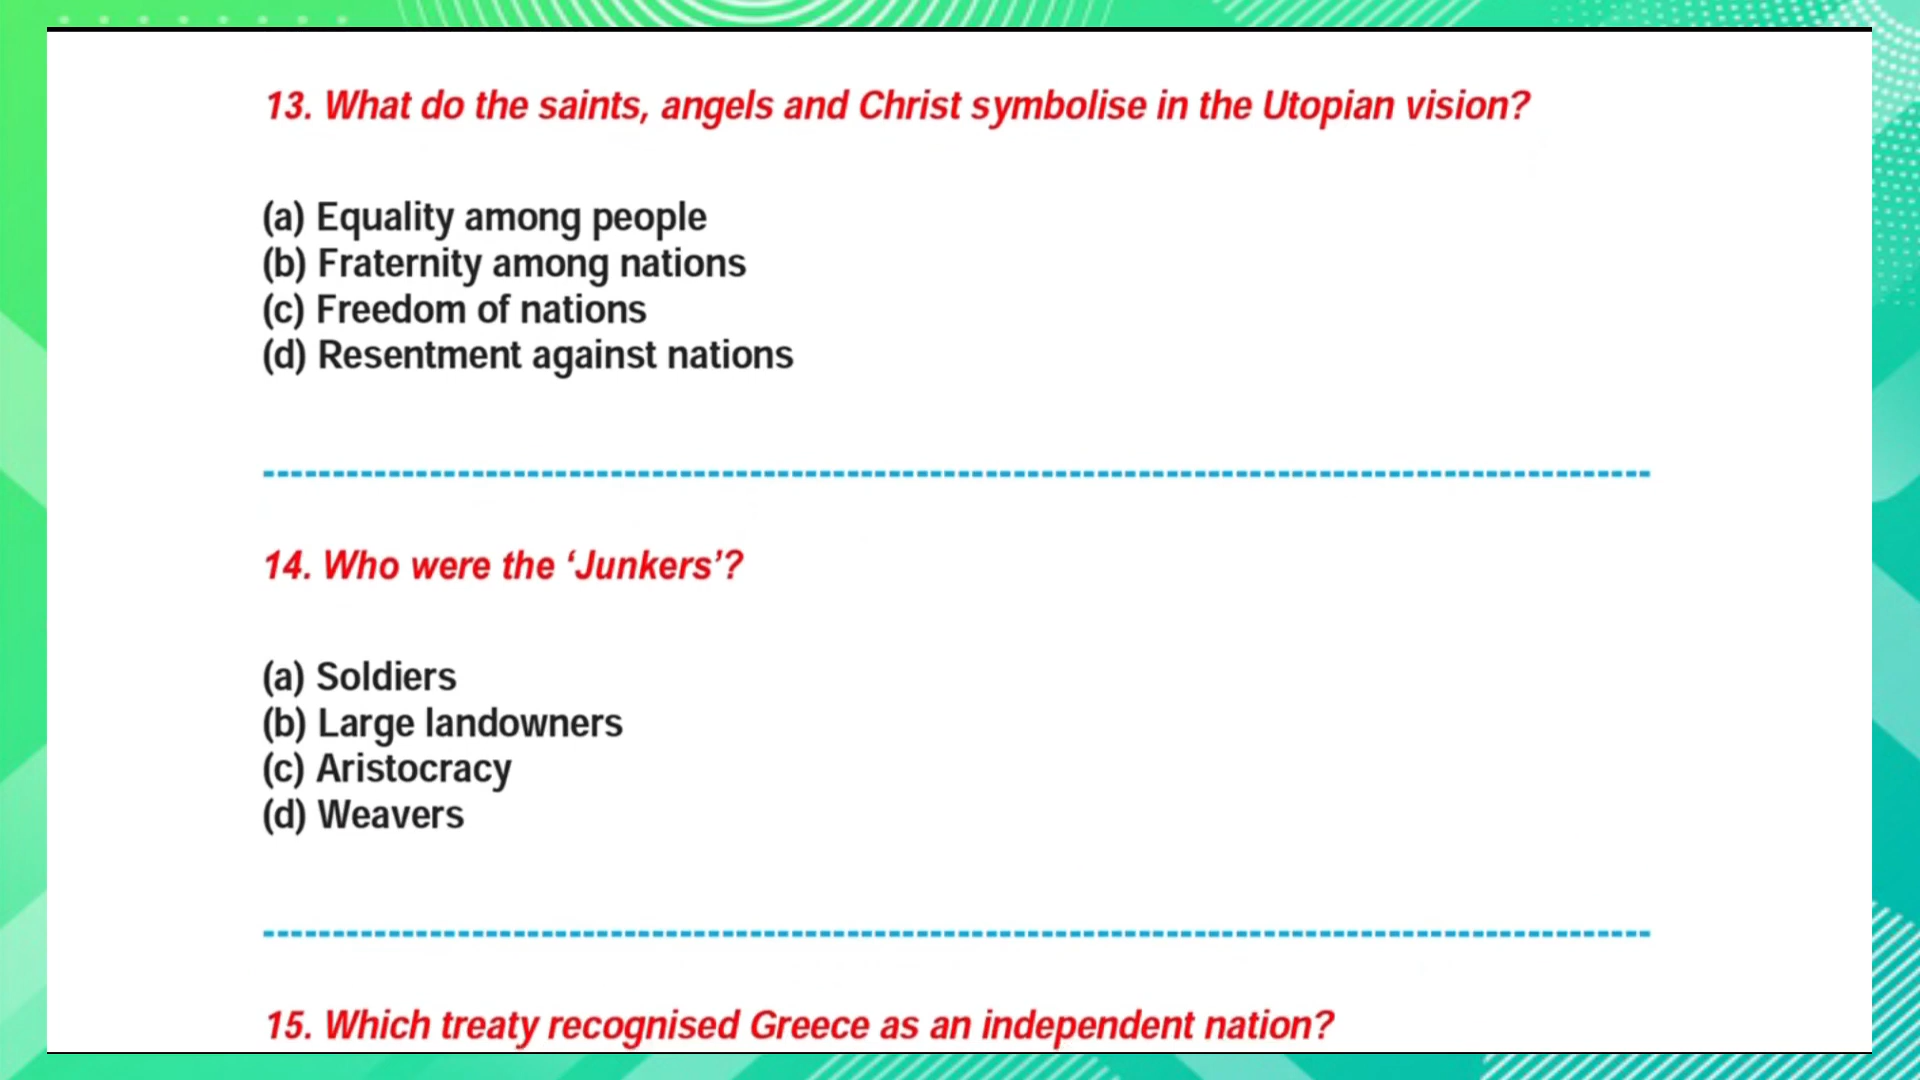 13. What do the saints, angels and Christ symbolise in the Utopian vision?
(a) Equality among people
(b) Fraternity among nations
(c) Freedom of nations
(d) Resentment against nations
14. Who were the ‘Junkers’?
(a) Soldiers
(b) Large landowners
(c) Aristocracy
(d) Weavers
15. Which treaty recognised Greece as an independent nation?